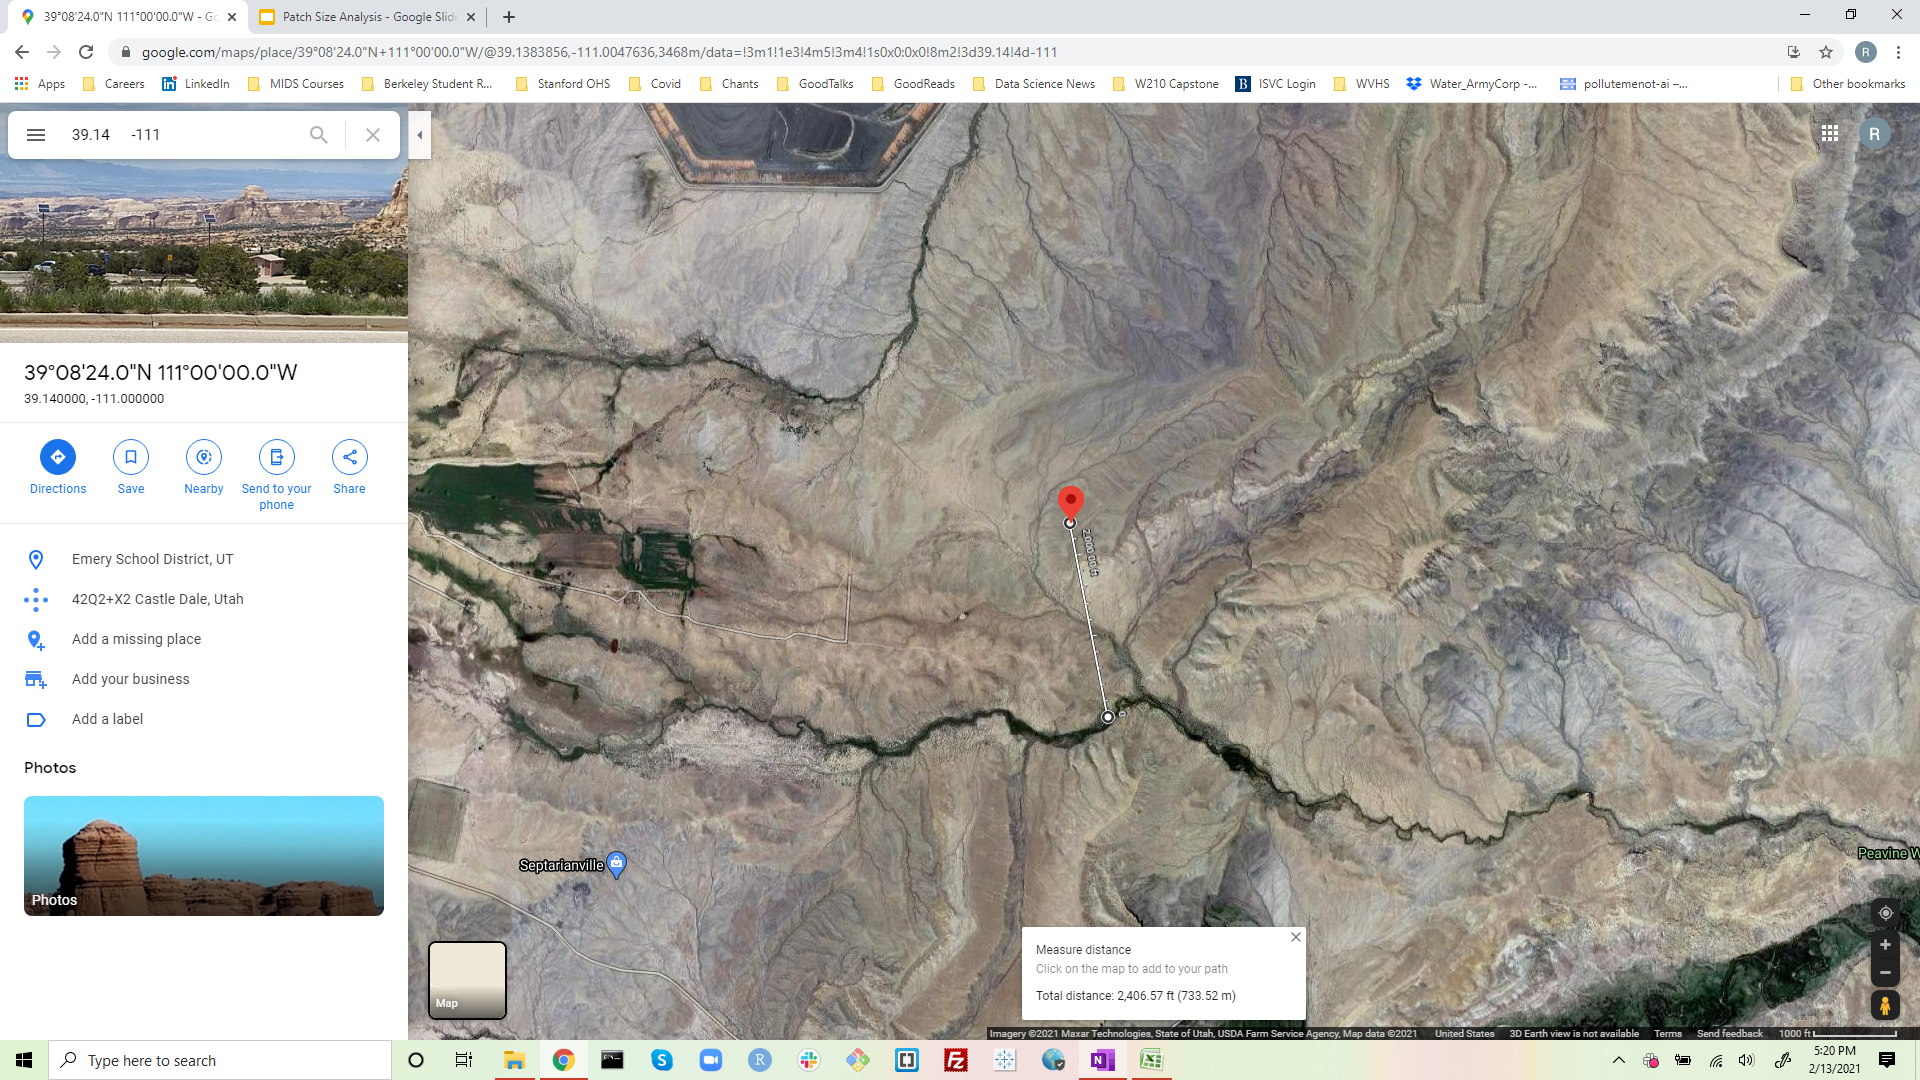 39°08'24.0"N 111°00'00.0"W - Go
Patch Size Analysis - Google Slide
google.com/maps/place/39°08'24.0"N+111°00'00.0"W/@39.1383856,-111.0047636,3468m/data=!3m1!1e3!4m5!3m4!1s0x0:0x0!8m2!3d39.14!4d-111
R
Apps Careers LinkedIn MIDS Courses Berkeley Student R... Stanford OHS Covid Chants GoodTalks GoodReads Data Science News W210 Capstone B ISVC Login WVHS Water_ArmyCorp -... pollutemenot-ai –... Other bookmarks
39.14 -111
R
39°08'24.0"N 111°00'00.0"W
39.140000, -111.000000
Directions
Save
Nearby
Send to your
phone
Share
Emery School District, UT
42Q2+X2 Castle Dale, Utah
Add a missing place
Add your business
Add a label
Photos
Photos
2,000.00 ft
0
Septarianville
Peavine W
Map
Measure distance
Click on the map to add to your path
Total distance: 2,406.57 ft (733.52 m)
Imagery ©2021 Maxar Technologies, State of Utah, USDA Farm Service Agency, Map data ©2021 United States 3D Earth view is not available Terms Send feedback 1000 ft
Type here to search
5:20 PM
2/13/2021